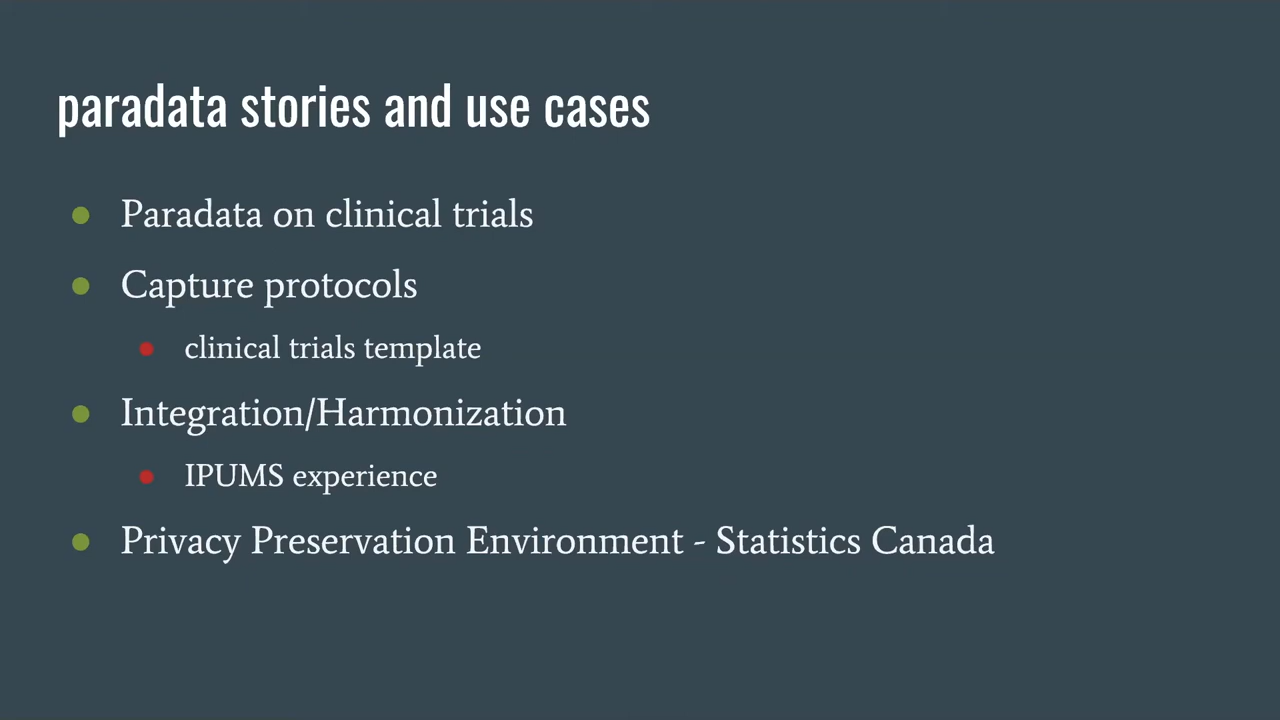 paradata stories and use cases
Paradata on clinical trials
Capture protocols
clinical trials template
Integration/Harmonization
IPUMS experience
Privacy Preservation Environment - Statistics Canada